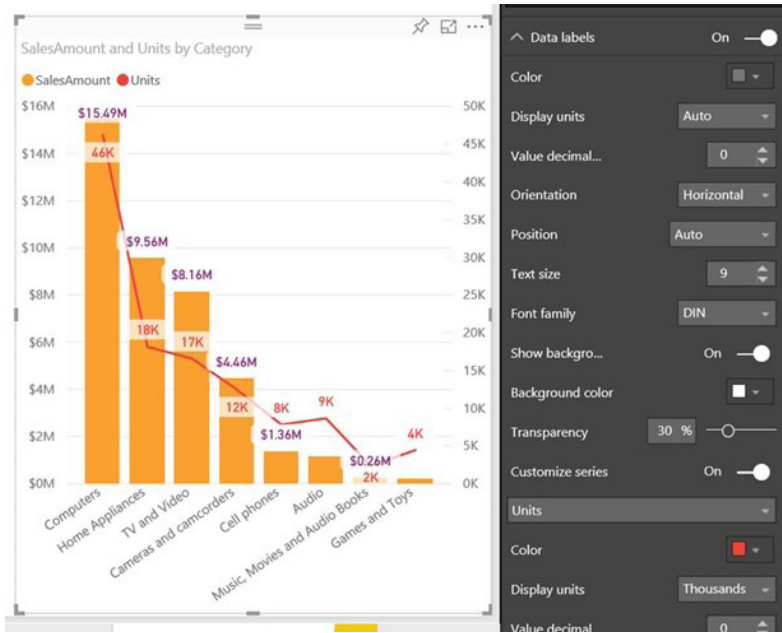 SalesAmount and Units by Category
SalesAmount Units
$16M
$14M
$12M
$10M
$8M
$6M
$4M
$2M
$0M
50K
45K
40K
35K
30K
25K
20K
15K
10K
5K
0K
$15.49M
$9.56M
$8.16M
$4.46M
$1.36M
$0.26M
46K
18K
17K
12K
8K
9K
2K
4K
Computers
Home Appliances
TV and Video
Cameras and camcorders
Cell phones
Audio
Music, Movies and Audio Books
Games and Toys
Data labels On
Color
Display units Auto
Value decimal... 0
Orientation Horizontal
Position Auto
Text size 9
Font family DIN
Show backgro... On
Background color
Transparency 30 %
Customize series On
Units
Color
Display units Thousands
Value decimal 0